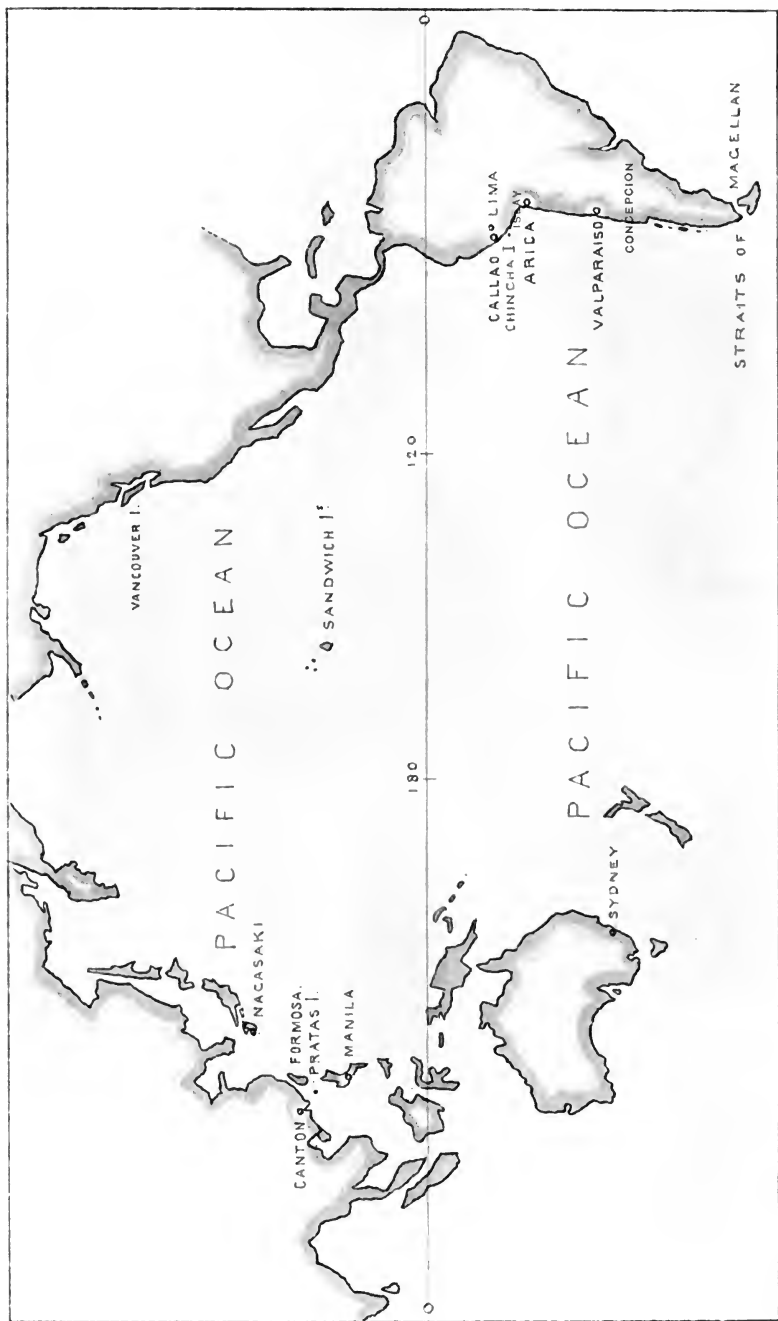 VANCOUVER I.
PACIFIC OCEAN
NACASAKI
FORMOSA.
CANTON
PRATAS I.
SANDWICH Is
MANILA
0 180 120 0
CALLAO LIMA
CHINCHA I.
ISLAY
ARICA
PACIFIC OCEAN
VALPARAISO
SYDNEY
CONCEPCION
STRAITS OF MAGELLAN